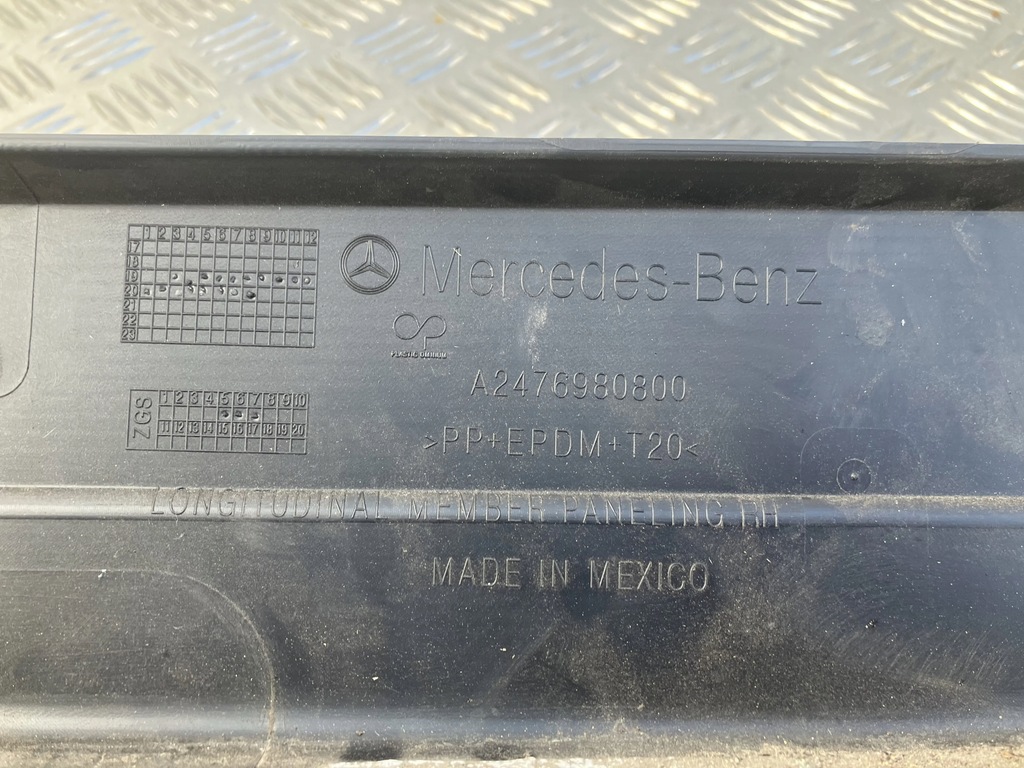 1 2 3 4 5 6 7 8 9 10 11 12
17
18
19
20
21
22
23
Mercedes-Benz
PLASTIC OMNIUM
A2476980800
ZGS
1 2 3 4 5 6 7 8 9 10
11 12 13 14 15 16 17 18 19 20
>PP+EPDM+T20<
LONGITUDINAL MEMBER PANELING RH
MADE IN MEXICO